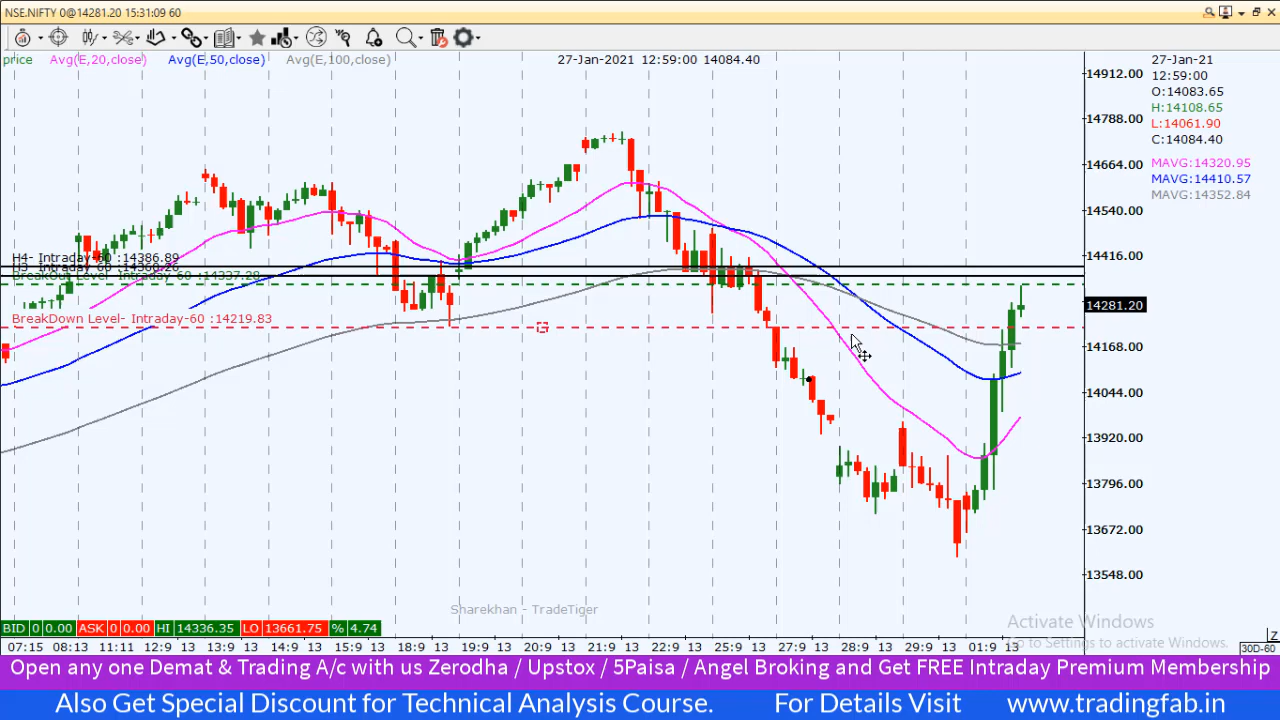 NSE.NIFTY 0@14281.20 15:31:09 60
price Avg(E,20,close) Avg(E,50,close) Avg(E,100,close) 27-Jan-2021 12:59:00 14084.40
27-Jan-21
12:59:00
O:14083.65
H:14108.65
L:14061.90
C:14084.40
MAVG:14320.95
MAVG:14410.57
MAVG:14352.84
14912.00
14788.00
14664.00
14540.00
14416.00
14281.20
14168.00
14044.00
13920.00
13796.00
13672.00
13548.00
H4- Intraday-60 :14386.89
BreakOut Level- Intraday-60 :14337.28
BreakDown Level- Intraday-60 :14219.83
Sharekhan - TradeTiger
Activate Windows
Go to Settings to activate Windows.
BID 0 0.00 ASK 0 0.00 HI 14336.35 LO 13661.75 % 4.74
Z
07:15 08:13 11:11 12:9 13 13:9 13 14:9 13 15:9 13 18:9 13 19:9 13 20:9 13 21:9 13 22:9 13 25:9 13 27:9 13 28:9 13 29:9 13 01:9 13
30D-60
Open any one Demat & Trading A/c with us Zerodha / Upstox / 5Paisa / Angel Broking and Get FREE Intraday Premium Membership
Also Get Special Discount for Technical Analysis Course. For Details Visit www.tradingfab.in